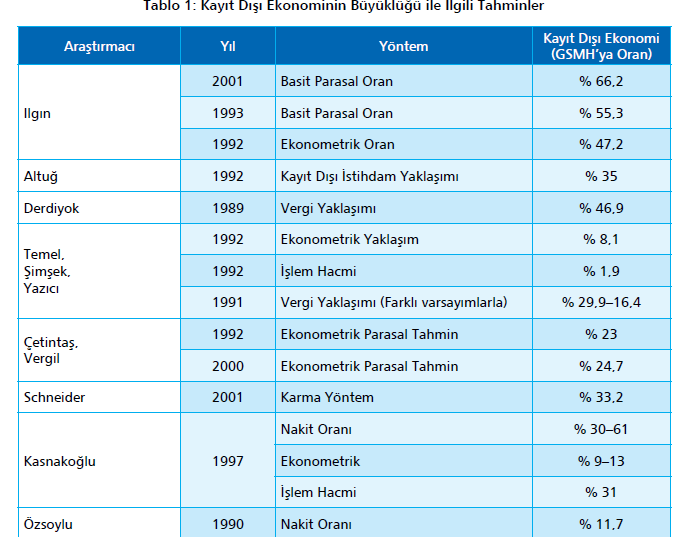 Tablo 1: Kayıt Dışı Ekonominin Büyüklüğü ile İlgili Tahminler
Araştırmacı Yıl Yöntem Kayıt Dışı Ekonomi
(GSMH'ya Oran)
Ilgın 2001 Basit Parasal Oran % 66,2
1993 Basit Parasal Oran % 55,3
1992 Ekonometrik Oran % 47,2
Altuğ 1992 Kayıt Dışı İstihdam Yaklaşımı % 35
Derdiyok 1989 Vergi Yaklaşımı % 46,9
Temel,
Şimşek,
Yazıcı
1992 Ekonometrik Yaklaşım % 8,1
1992 İşlem Hacmi % 1,9
1991 Vergi Yaklaşımı (Farklı varsayımlarla) % 29,9–16,4
Çetintaş,
Vergil
1992 Ekonometrik Parasal Tahmin % 23
2000 Ekonometrik Parasal Tahmin % 24,7
Schneider 2001 Karma Yöntem % 33,2
Kasnakoğlu 1997 Nakit Oranı % 30–61
Ekonometrik % 9–13
İşlem Hacmi % 31
Özsoylu 1990 Nakit Oranı % 11,7